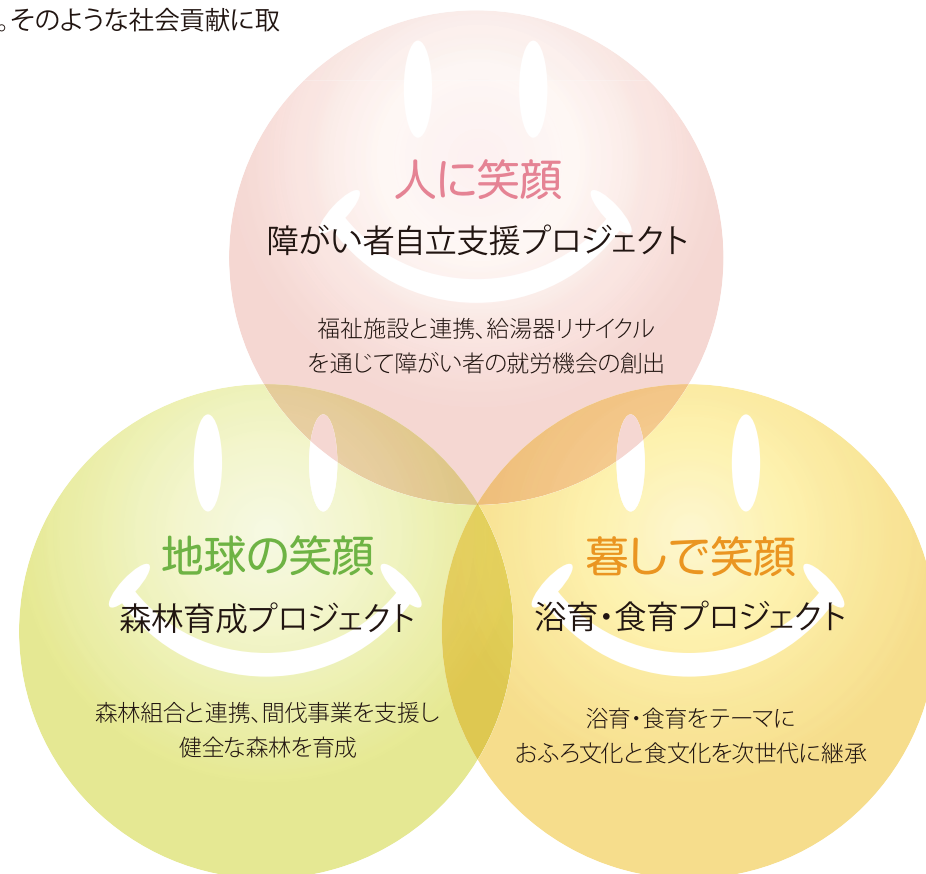 。そのような社会貢献に取
人に笑顔
障がい者自立支援プロジェクト
福祉施設と連携、給湯器リサイクル
を通じて障がい者の就労機会の創出
地球の笑顔
森林育成プロジェクト
森林組合と連携、間伐事業を支援し
健全な森林を育成
暮しで笑顔
浴育・食育プロジェクト
浴育・食育をテーマに
おふろ文化と食文化を次世代に継承